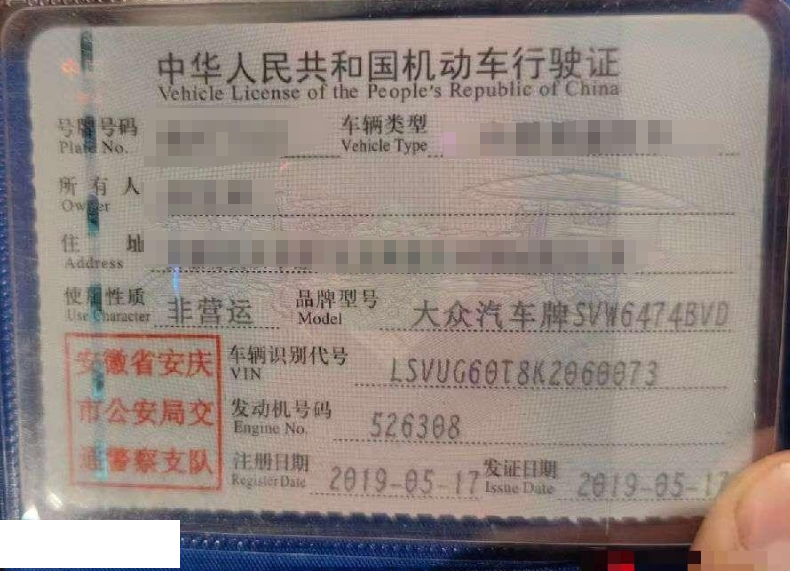 中华人民共和国机动车行驶证
Vehicle License of the People's Republic of China
号牌号码 车辆类型
Plate No. Vehicle Type
所有人
Owner
住址
Address
使用性质 非营运 品牌型号 大众汽车牌SVW6474BVD
Use Character Model
安徽省安庆
市公安局交
通警察支队
车辆识别代号 LSVUG60T8K2060073
VIN
发动机号码 526308
Engine No.
注册日期 2019-05-17 发证日期 2019-05-17
Register Date Issue Date